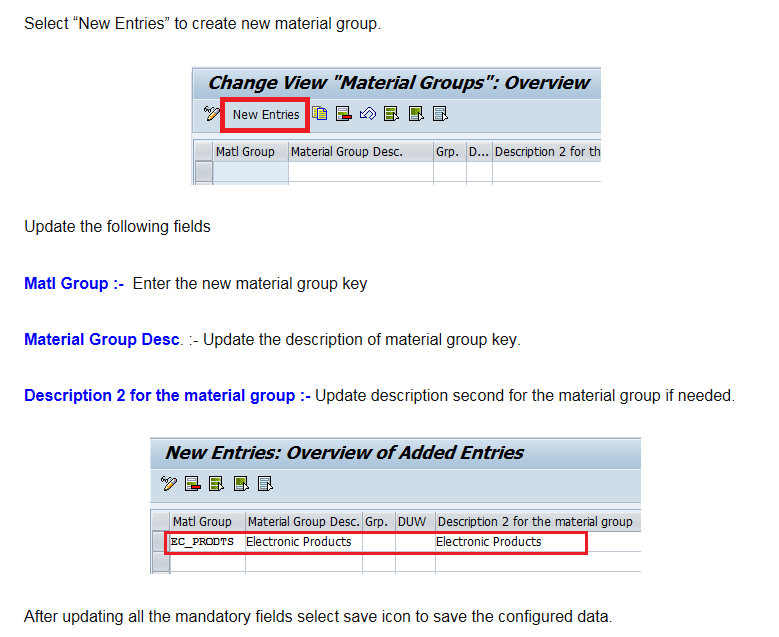 Select “New Entries” to create new material group.
Change View "Material Groups": Overview
New Entries
Matl Group Material Group Desc. Grp. D... Description 2 for th
Update the following fields
Matl Group :- Enter the new material group key
Material Group Desc. :- Update the description of material group key.
Description 2 for the material group :- Update description second for the material group if needed.
New Entries: Overview of Added Entries
Matl Group Material Group Desc. Grp. DUW Description 2 for the material group
EC_PRODTS Electronic Products Electronic Products
After updating all the mandatory fields select save icon to save the configured data.